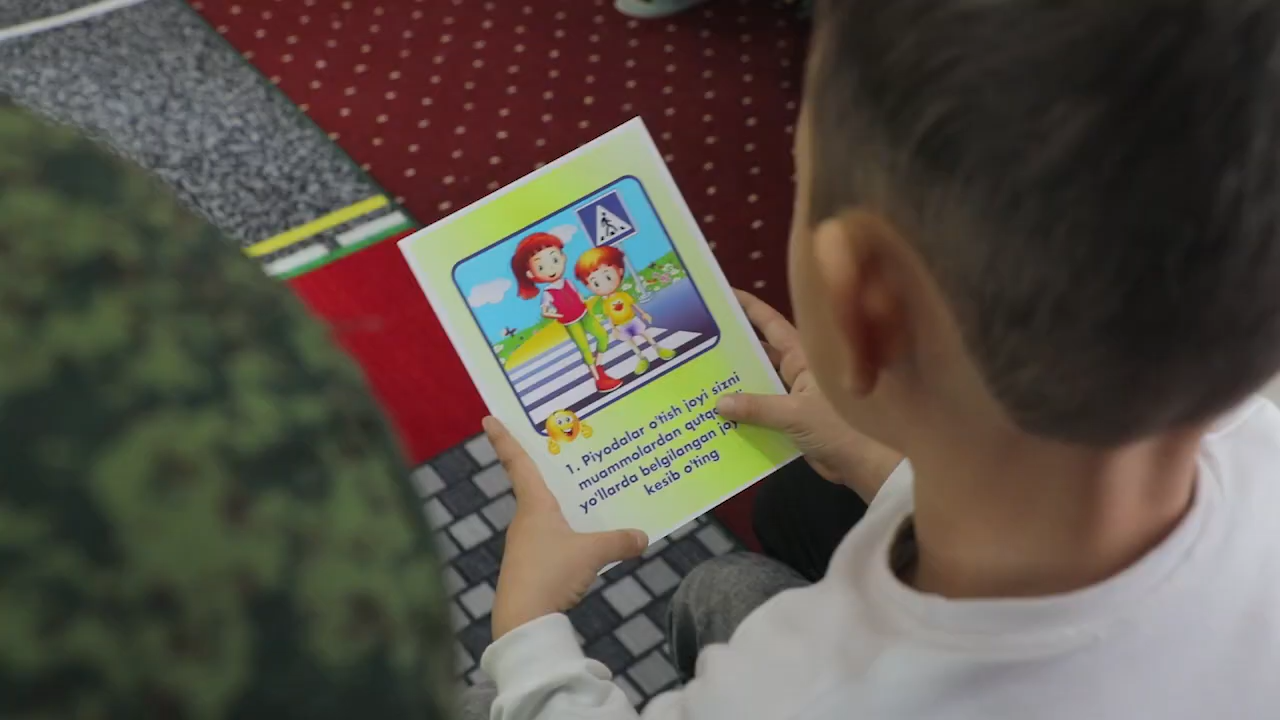 1. Piyodalar o'tish joyi sizni
muammolardan
yo'llarda belgilangan
kesib o'ting